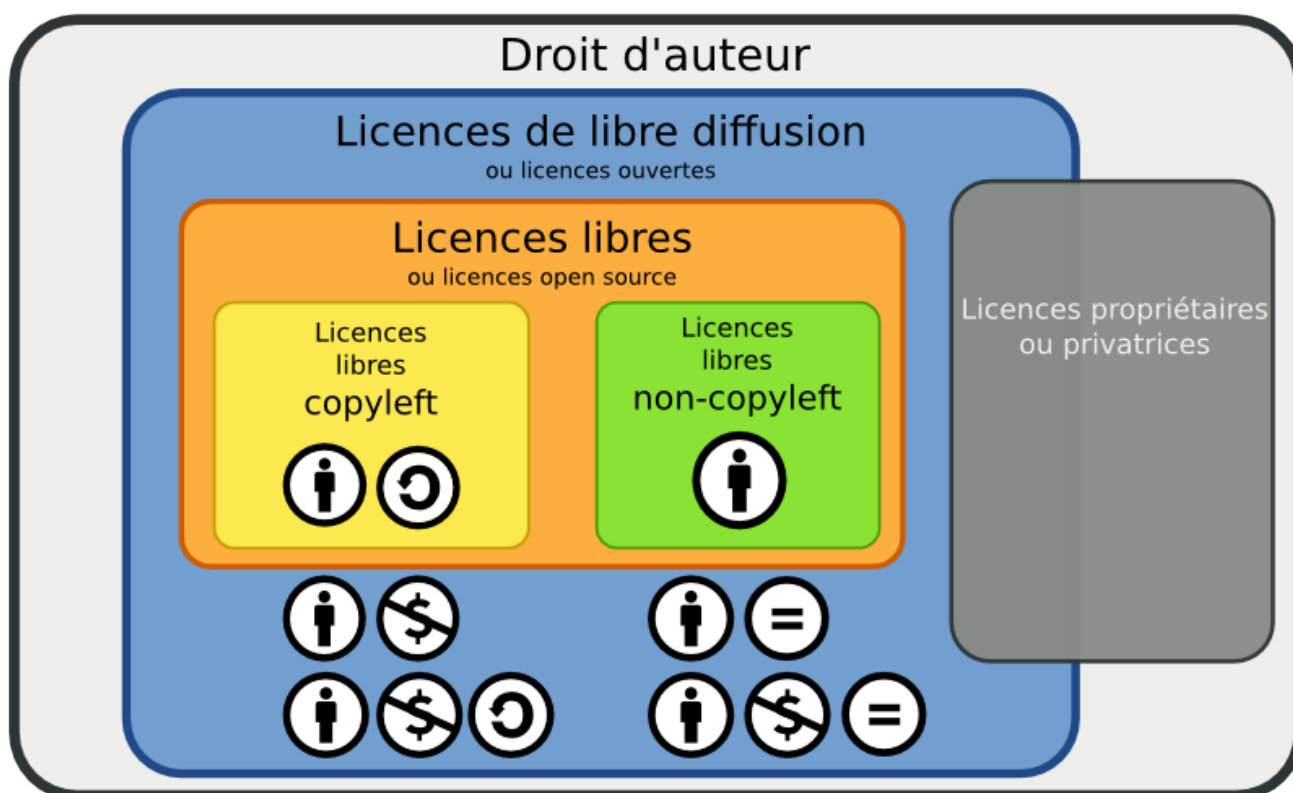 Droit d'auteur
Licences de libre diffusion
ou licences ouvertes
Licences libres
ou licences open source
Licences
libres
copyleft
Licences
libres
non-copyleft
Licences propriétaires
ou privatrices